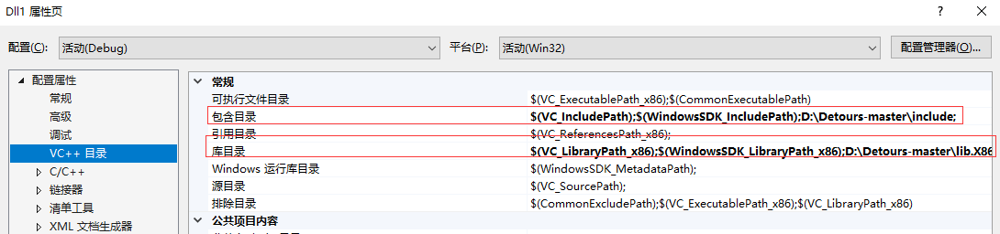 Dll1 属性页
? ×
配置(C): 活动(Debug) 平台(P): 活动(Win32) 配置管理器(O)...
配置属性
常规
高级
调试
VC++ 目录
C/C++
链接器
清单工具
XML 文档生成器
常规
可执行文件目录 $(VC_ExecutablePath_x86);$(CommonExecutablePath)
包含目录 $(VC_IncludePath);$(WindowsSDK_IncludePath);D:\Detours-master\include;
引用目录 $(VC_ReferencesPath_x86);
库目录 $(VC_LibraryPath_x86);$(WindowsSDK_LibraryPath_x86);D:\Detours-master\lib.X86
Windows 运行库目录 $(WindowsSDK_MetadataPath);
源目录 $(VC_SourcePath);
排除目录 $(CommonExcludePath);$(VC_ExecutablePath_x86);$(VC_LibraryPath_x86)
公共项目内容